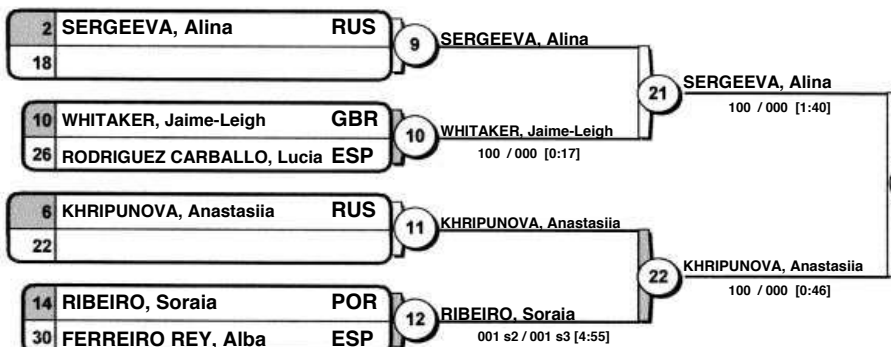 2 SERGEEVA, Alina RUS
18
9
SERGEEVA, Alina
10 WHITAKER, Jaime-Leigh GBR
26 RODRIGUEZ CARBALLO, Lucia ESP
10
WHITAKER, Jaime-Leigh
100 / 000 [0:17]
21
SERGEEVA, Alina
100 / 000 [1:40]
6 KHRIPUNOVA, Anastasiia RUS
22
11
KHRIPUNOVA, Anastasiia
14 RIBEIRO, Soraia POR
30 FERREIRO REY, Alba ESP
12
RIBEIRO, Soraia
001 s2 / 001 s3 [4:55]
22
KHRIPUNOVA, Anastasiia
100 / 000 [0:46]